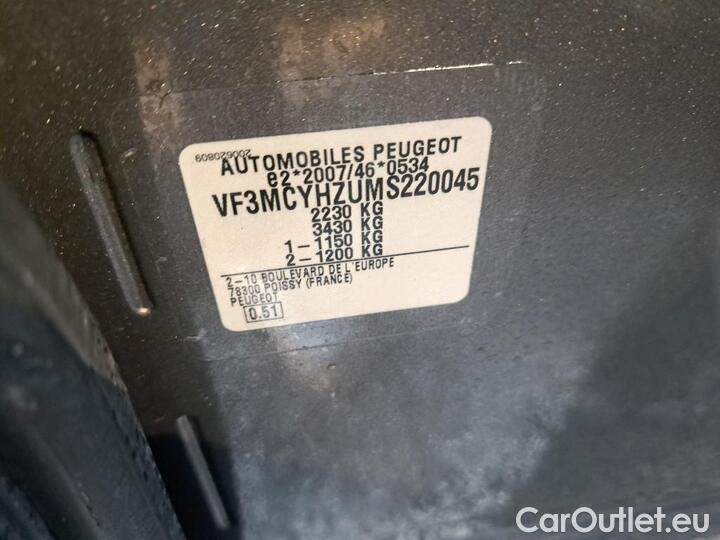 200620809
AUTOMOBILES PEUGEOT
e2*2007/46*0534
VF3MCYHZUMS220045
2230 KG
3430 KG
1-1150 KG
2-1200 KG
2-10 BOULEVARD DE L'EUROPE
78300 POISSY (FRANCE)
PEUGEOT
0.51
CarOutlet.eu